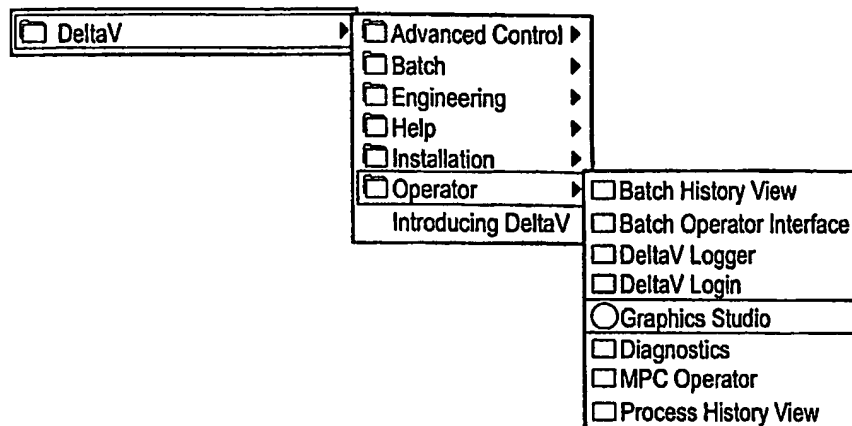 DeltaV
Advanced Control
Batch
Engineering
Help
Installation
Operator
Introducing DeltaV
Batch History View
Batch Operator Interface
DeltaV Logger
DeltaV Login
Graphics Studio
Diagnostics
MPC Operator
Process History View